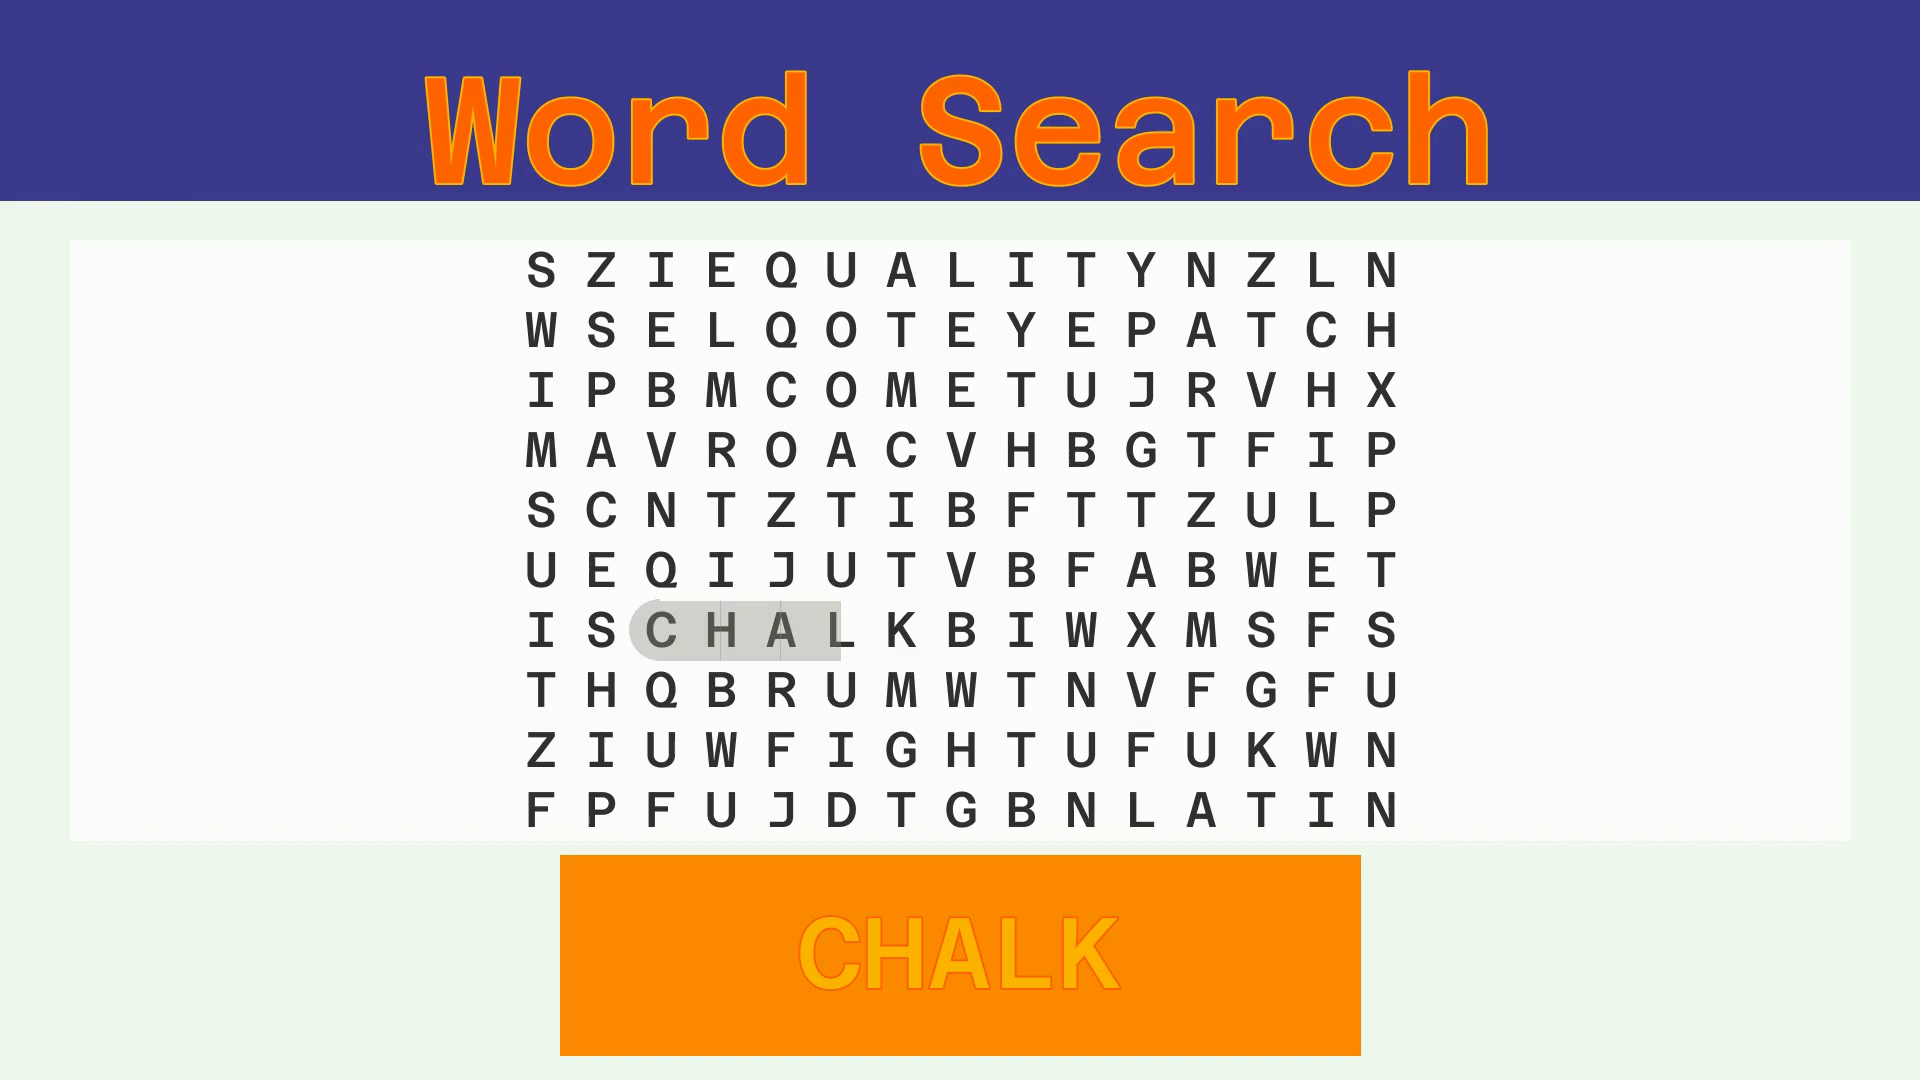 Word Search
S Z I E Q U A L I T Y N Z L N
W S E L Q O T E Y E P A T C H
I P B M C O M E T U J R V H X
M A V R O A C V H B G T F I P
S C N T Z T I B F T T Z U L P
U E Q I J U T V B F A B W E T
I S C H A L K B I W X M S F S
T H Q B R U M W T N V F G F U
Z I U W F I G H T U F U K W N
F P F U J D T G B N L A T I N
CHALK